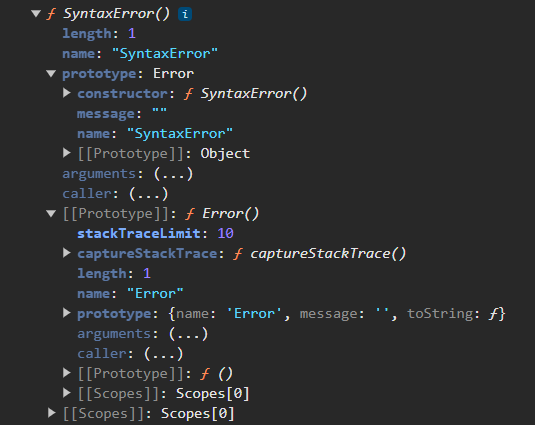 ƒ SyntaxError() i
length: 1
name: "SyntaxError"
prototype: Error
constructor: ƒ SyntaxError()
message: ""
name: "SyntaxError"
[[Prototype]]: Object
arguments: (...)
caller: (...)
[[Prototype]]: ƒ Error()
stackTraceLimit: 10
captureStackTrace: ƒ captureStackTrace()
length: 1
name: "Error"
prototype: {name: 'Error', message: '', toString: ƒ}
arguments: (...)
caller: (...)
[[Prototype]]: ƒ ()
[[Scopes]]: Scopes[0]
[[Scopes]]: Scopes[0]